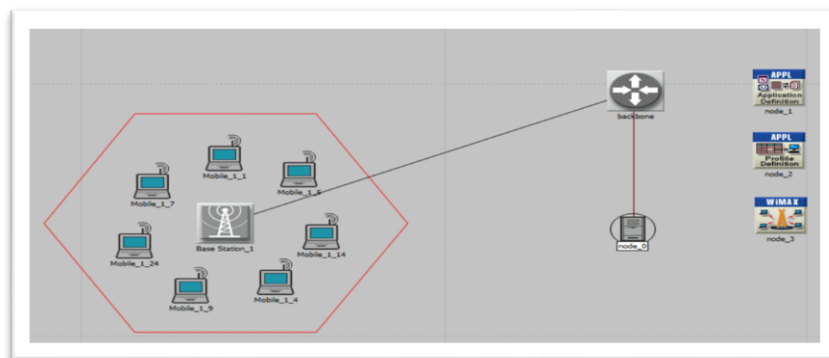 APPL
Application
Definition
node_1
backbone
APPL
Profile
Definition
node_2
Mobile_1_1
Mobile_1_7
WiMAX
node_3
Base Station_1
node_0
Mobile_1_14
Mobile_1_24
Mobile_1_4
Mobile_1_9